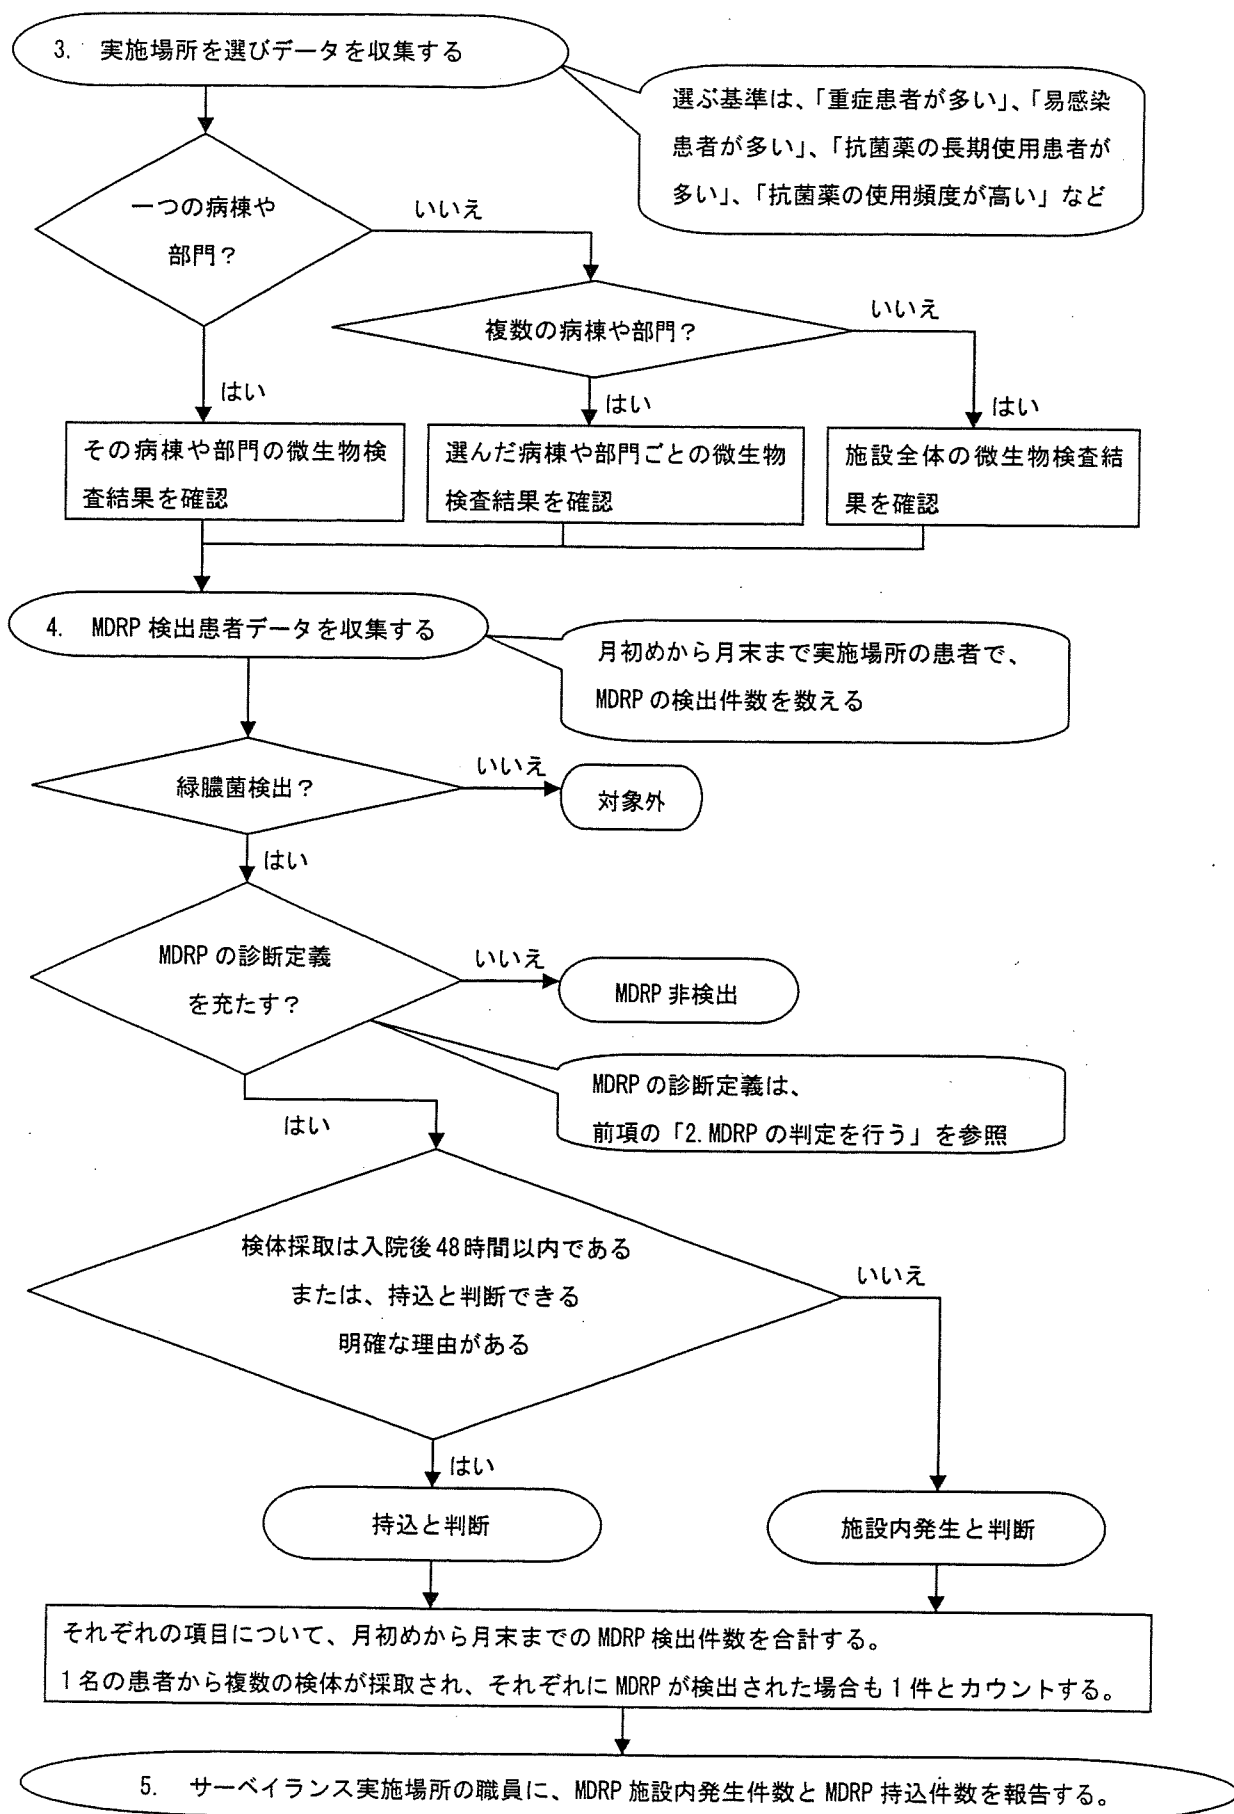 3. 実施場所を選びデータを収集する
選ぶ基準は、「重症患者が多い」、「易感染
患者が多い」、「抗菌薬の長期使用患者が
多い」、「抗菌薬の使用頻度が高い」など
一つの病棟や
部門？
いいえ
複数の病棟や部門？
いいえ
はい
はい
はい
その病棟や部門の微生物検
査結果を確認
選んだ病棟や部門ごとの微生物
検査結果を確認
施設全体の微生物検査結
果を確認
4. MDRP 検出患者データを収集する
月初めから月末まで実施場所の患者で、
MDRP の検出件数を数える
緑膿菌検出？
いいえ
対象外
はい
MDRP の診断定義
を充たす？
いいえ
MDRP 非検出
MDRP の診断定義は、
前項の「2. MDRP の判定を行う」を参照
はい
検体採取は入院後48時間以内である
または、持込と判断できる
明確な理由がある
いいえ
はい
持込と判断
施設内発生と判断
それぞれの項目について、月初めから月末までの MDRP 検出件数を合計する。
1名の患者から複数の検体が採取され、それぞれに MDRP が検出された場合も1件とカウントする。
5. サーベイランス実施場所の職員に、MDRP 施設内発生件数と MDRP 持込件数を報告する。